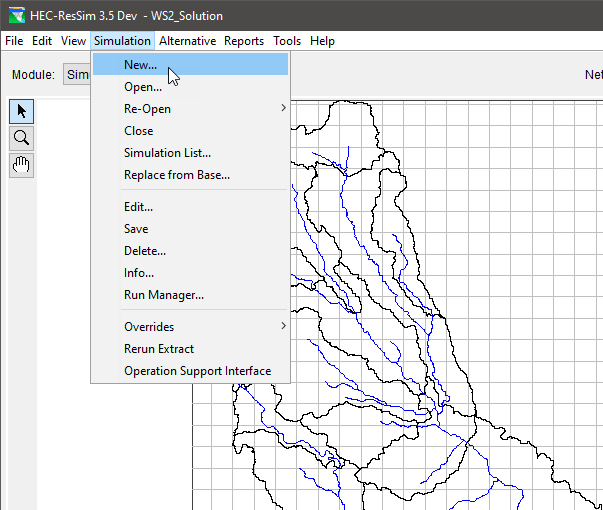 HEC-ResSim 3.5 Dev - WS2_Solution
File Edit View Simulation Alternative Reports Tools Help
Module: Sim
Net
New...
Open...
Re-Open
Close
Simulation List...
Replace from Base...
Edit...
Save
Delete...
Info...
Run Manager...
Overrides
Rerun Extract
Operation Support Interface